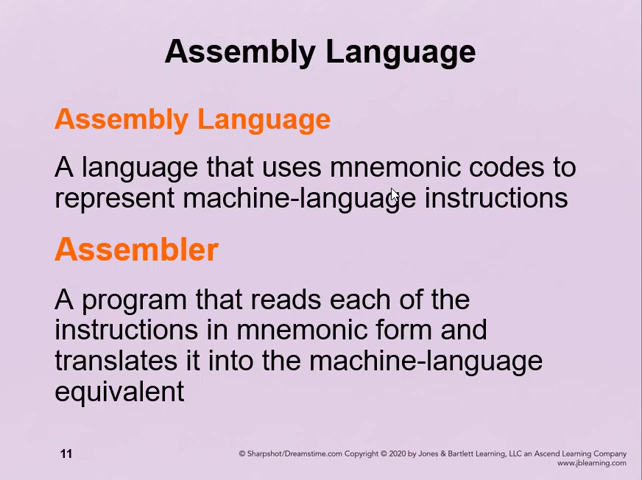 Assembly Language
Assembly Language
A language that uses mnemonic codes to
represent machine-language instructions
Assembler
A program that reads each of the
instructions in mnemonic form and
translates it into the machine-language
equivalent
11
© Sharpshot/Dreamstime.com Copyright © 2020 by Jones & Bartlett Learning, LLC an Ascend Learning Company
www.jblearning.com